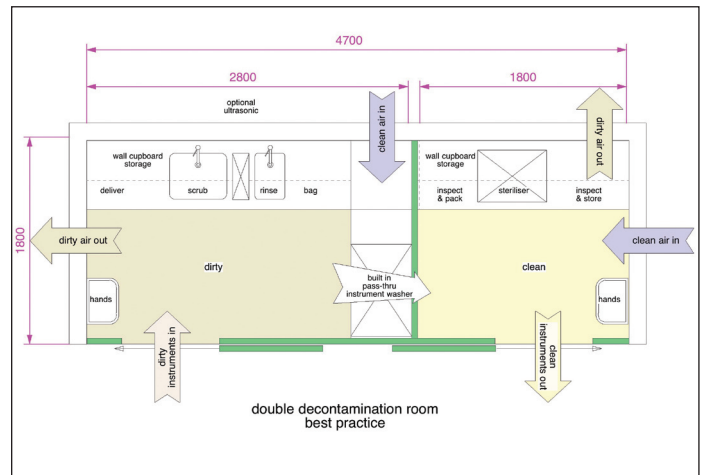 4700
2800
1800
optional
ultrasonic
clean air in
dirty air out
wall cupboard
storage
wall cupboard
storage
deliver
scrub
rinse
bag
inspect
& pack
steriliser
inspect
& store
1800
dirty air out
clean air in
dirty
built in
pass-thru
instrument washer
clean
hands
hands
dirty
instruments in
clean
instruments out
double decontamination room
best practice